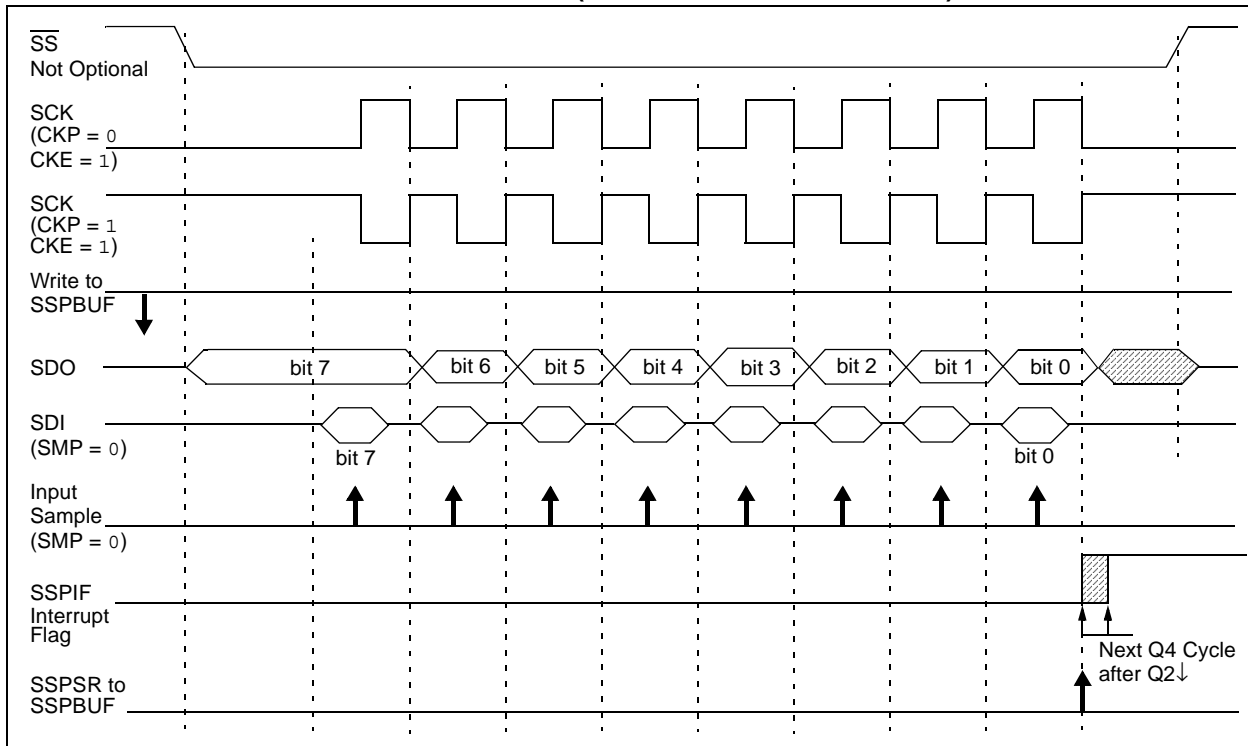 SS
Not Optional
SCK
(CKP = 0
CKE = 1)
SCK
(CKP = 1
CKE = 1)
Write to
SSPBUF
SDO
bit 7 bit 6 bit 5 bit 4 bit 3 bit 2 bit 1 bit 0
SDI
(SMP = 0)
bit 7 bit 0
Input
Sample
(SMP = 0)
SSPIF
Interrupt
Flag
Next Q4 Cycle
after Q2↓
SSPSR to
SSPBUF